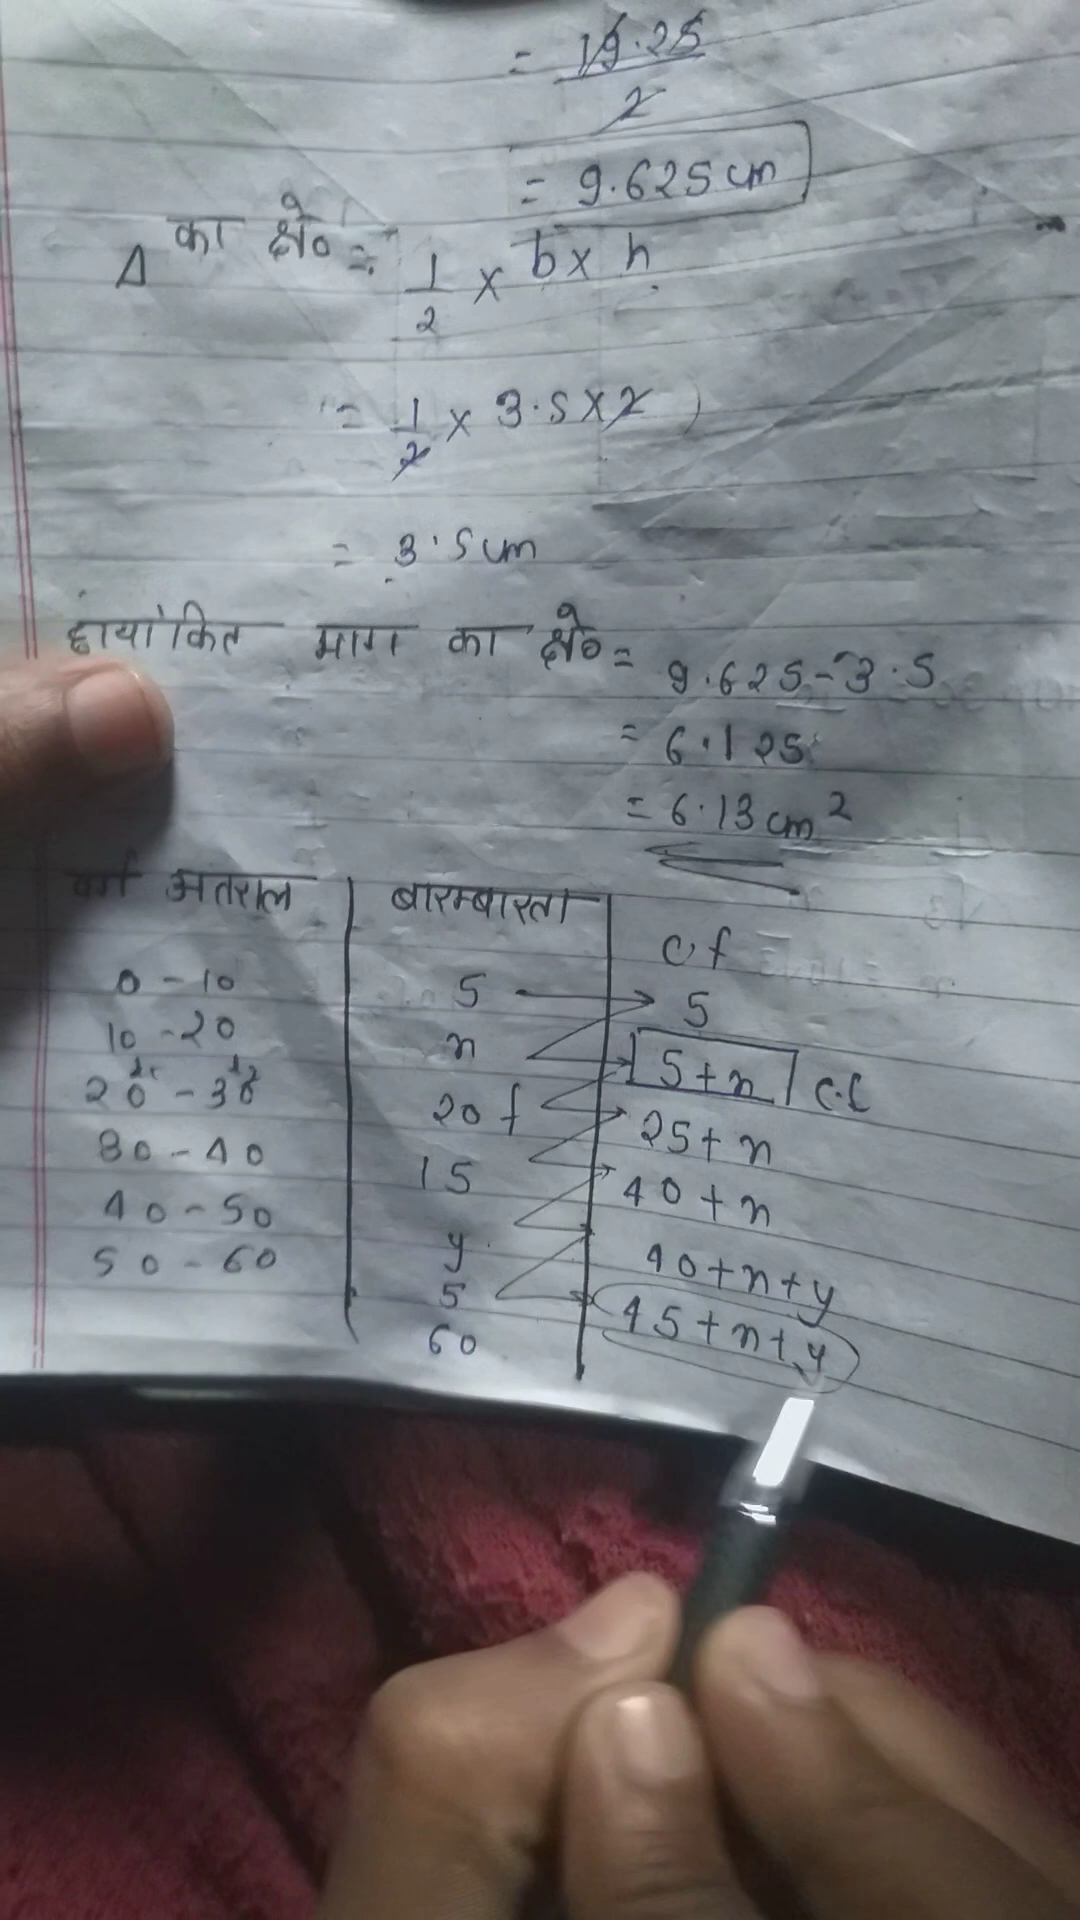 = 19.25
2
= 9.625 cm
Δ का क्षे० = 1/2 × b × h
= 1/2 × 3.5 × 2
= 3.5 cm
छायांकित भाग का क्षे० = 9.625 - 3.5
= 6.125
= 6.13 cm²
वर्ग अतराल बारम्बारता cf
0 - 10 5 5
10 - 20 x 5 + x c.f
20 - 30 20 f 25 + x
30 - 40 15 40 + x
40 - 50 y 40 + x + y
50 - 60 5 45 + x + y
60